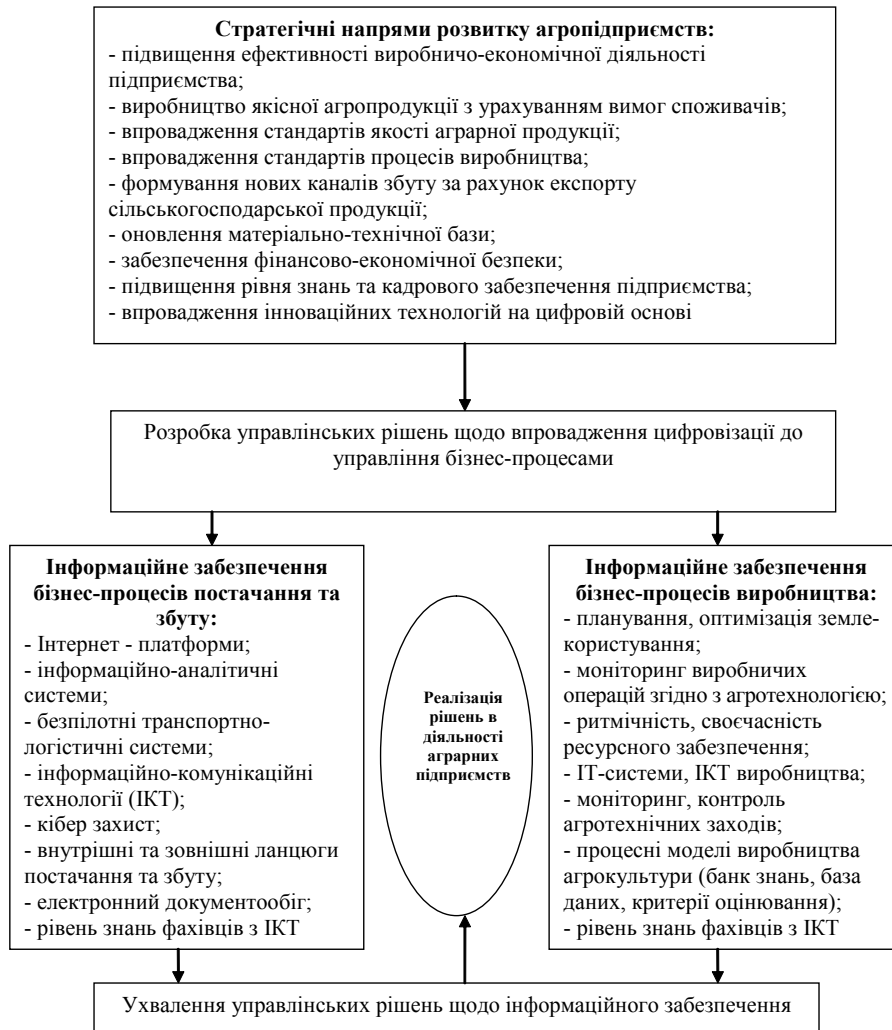 Стратегічні напрями розвитку агропідприємств:
- підвищення ефективності виробничо-економічної діяльності
підприємства;
- виробництво якісної агропродукції з урахуванням вимог споживачів;
- впровадження стандартів якості аграрної продукції;
- впровадження стандартів процесів виробництва;
- формування нових каналів збуту за рахунок експорту
сільськогосподарської продукції;
- оновлення матеріально-технічної бази;
- забезпечення фінансово-економічної безпеки;
- підвищення рівня знань та кадрового забезпечення підприємства;
- впровадження інноваційних технологій на цифровій основі
Розробка управлінських рішень щодо впровадження цифровізації до
управління бізнес-процесами
Інформаційне забезпечення
бізнес-процесів постачання та
збуту:
- Інтернет - платформи;
- інформаційно-аналітичні
системи;
- безпілотні транспортно-
логістичні системи;
- інформаційно-комунікаційні
технології (ІКТ);
- кібер захист;
- внутрішні та зовнішні ланцюги
постачання та збуту;
- електронний документообіг;
- рівень знань фахівців з ІКТ
Реалізація
рішень в
діяльності
аграрних
підприємств
Інформаційне забезпечення
бізнес-процесів виробництва:
- планування, оптимізація земле-
користування;
- моніторинг виробничих
операцій згідно з агротехнологією;
- ритмічність, своєчасність
ресурсного забезпечення;
- ІТ-системи, ІКТ виробництва;
- моніторинг, контроль
агротехнічних заходів;
- процесні моделі виробництва
агрокультури (банк знань, база
даних, критерії оцінювання);
- рівень знань фахівців з ІКТ
Ухвалення управлінських рішень щодо інформаційного забезпечення